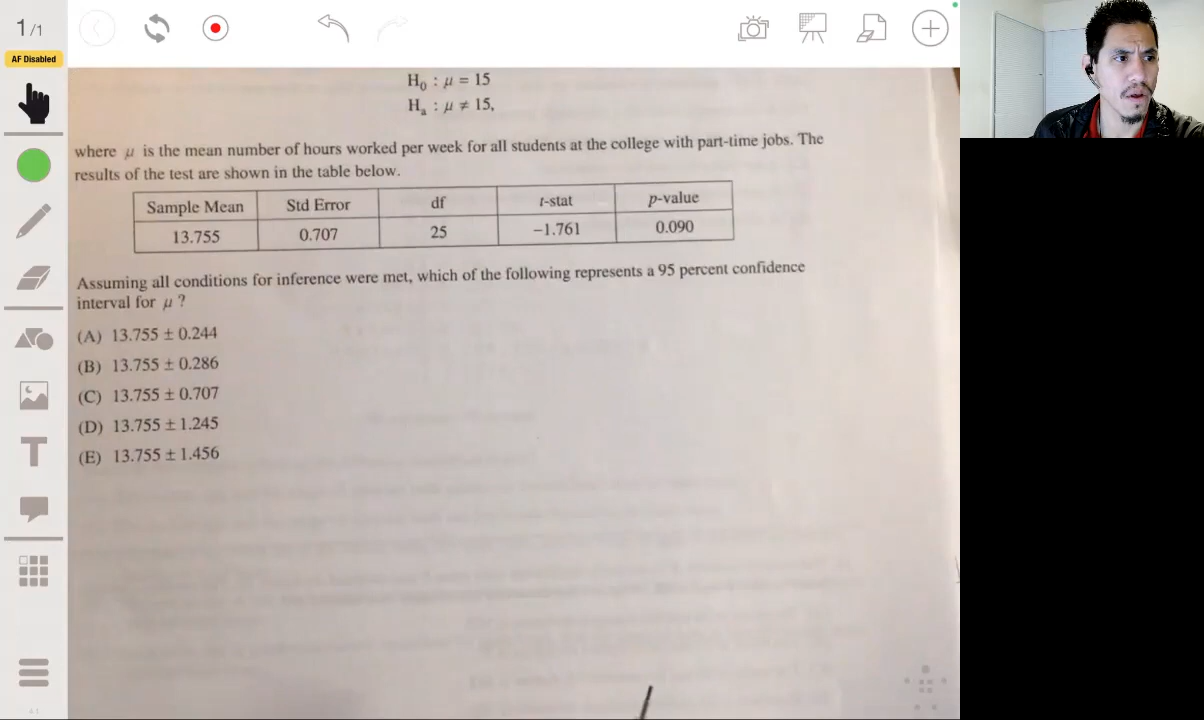 1/1
AF Disabled
H₀ : μ = 15
Hₐ : μ ≠ 15,
where μ is the mean number of hours worked per week for all students at the college with part-time jobs. The
results of the test are shown in the table below.
Sample Mean Std Error df t-stat p-value
13.755 0.707 25 −1.761 0.090
Assuming all conditions for inference were met, which of the following represents a 95 percent confidence
interval for μ ?
(A) 13.755 ± 0.244
(B) 13.755 ± 0.286
(C) 13.755 ± 0.707
(D) 13.755 ± 1.245
(E) 13.755 ± 1.456
T